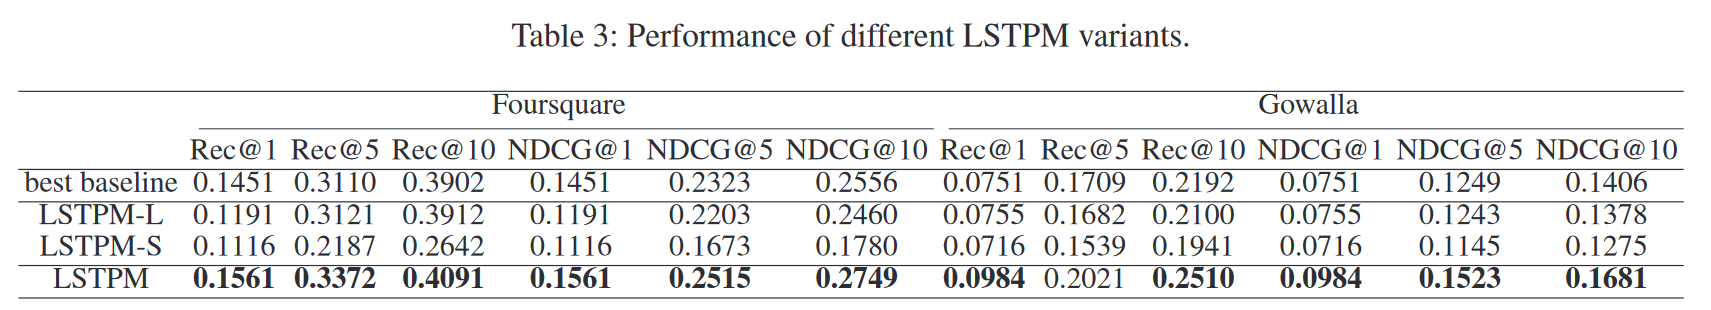 Table 3: Performance of different LSTPM variants.
Foursquare Gowalla
Rec@1 Rec@5 Rec@10 NDCG@1 NDCG@5 NDCG@10 Rec@1 Rec@5 Rec@10 NDCG@1 NDCG@5 NDCG@10
best baseline 0.1451 0.3110 0.3902 0.1451 0.2323 0.2556 0.0751 0.1709 0.2192 0.0751 0.1249 0.1406
LSTPM-L 0.1191 0.3121 0.3912 0.1191 0.2203 0.2460 0.0755 0.1682 0.2100 0.0755 0.1243 0.1378
LSTPM-S 0.1116 0.2187 0.2642 0.1116 0.1673 0.1780 0.0716 0.1539 0.1941 0.0716 0.1145 0.1275
LSTPM 0.1561 0.3372 0.4091 0.1561 0.2515 0.2749 0.0984 0.2021 0.2510 0.0984 0.1523 0.1681